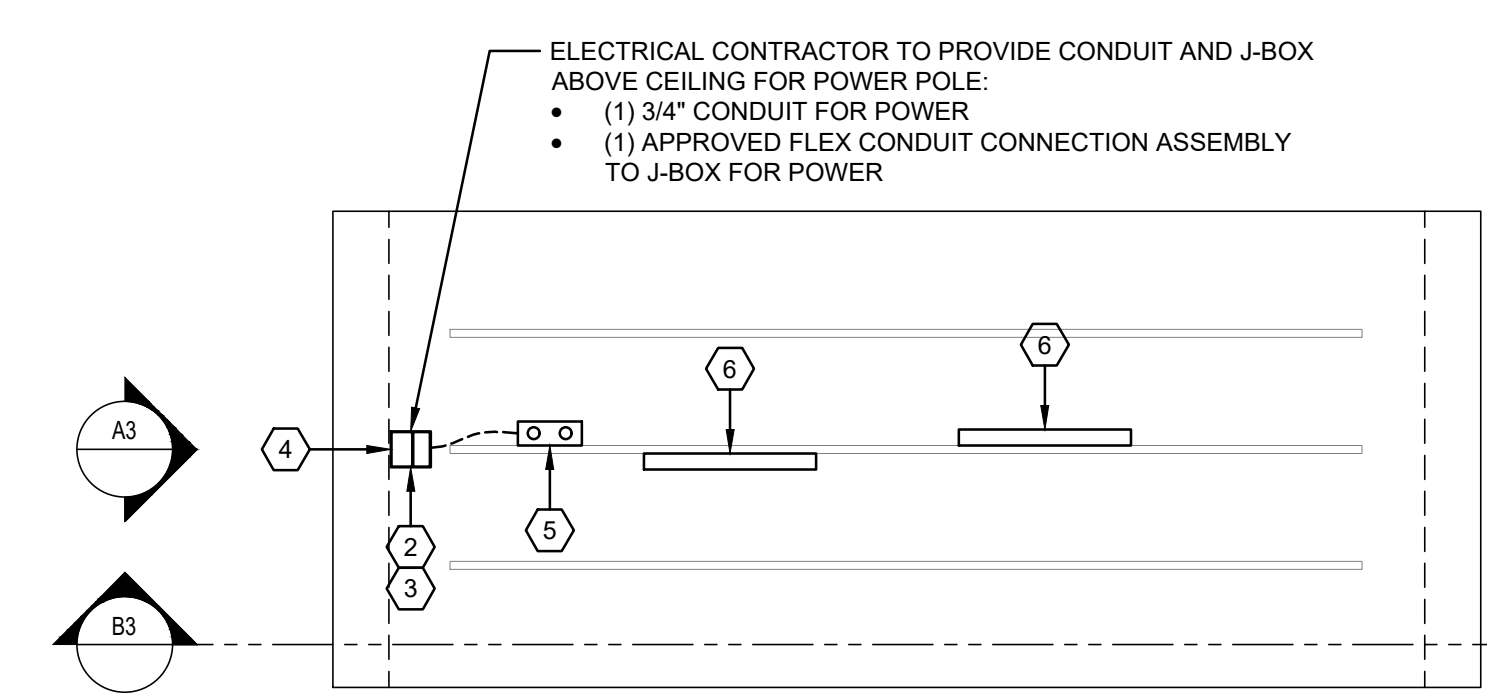 ELECTRICAL CONTRACTOR TO PROVIDE CONDUIT AND J-BOX
ABOVE CEILING FOR POWER POLE:
• (1) 3/4" CONDUIT FOR POWER
• (1) APPROVED FLEX CONDUIT CONNECTION ASSEMBLY
TO J-BOX FOR POWER
6
6
A3
4
5
2
3
B3